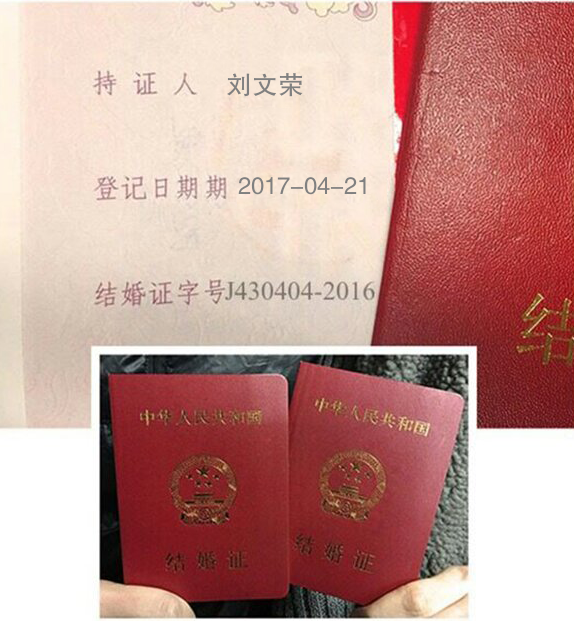 持证人 刘文荣
登记日期期 2017-04-21
结婚证字号J430404-2016
结
中华人民共和国
结婚证
中华人民共和国
结婚证